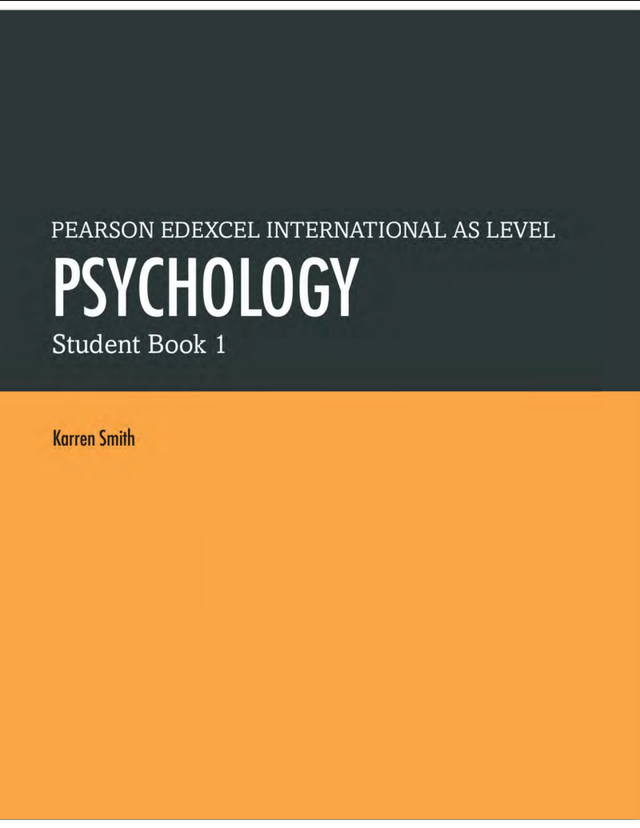 PEARSON EDEXCEL INTERNATIONAL AS LEVEL
PSYCHOLOGY
Student Book 1
Karren Smith